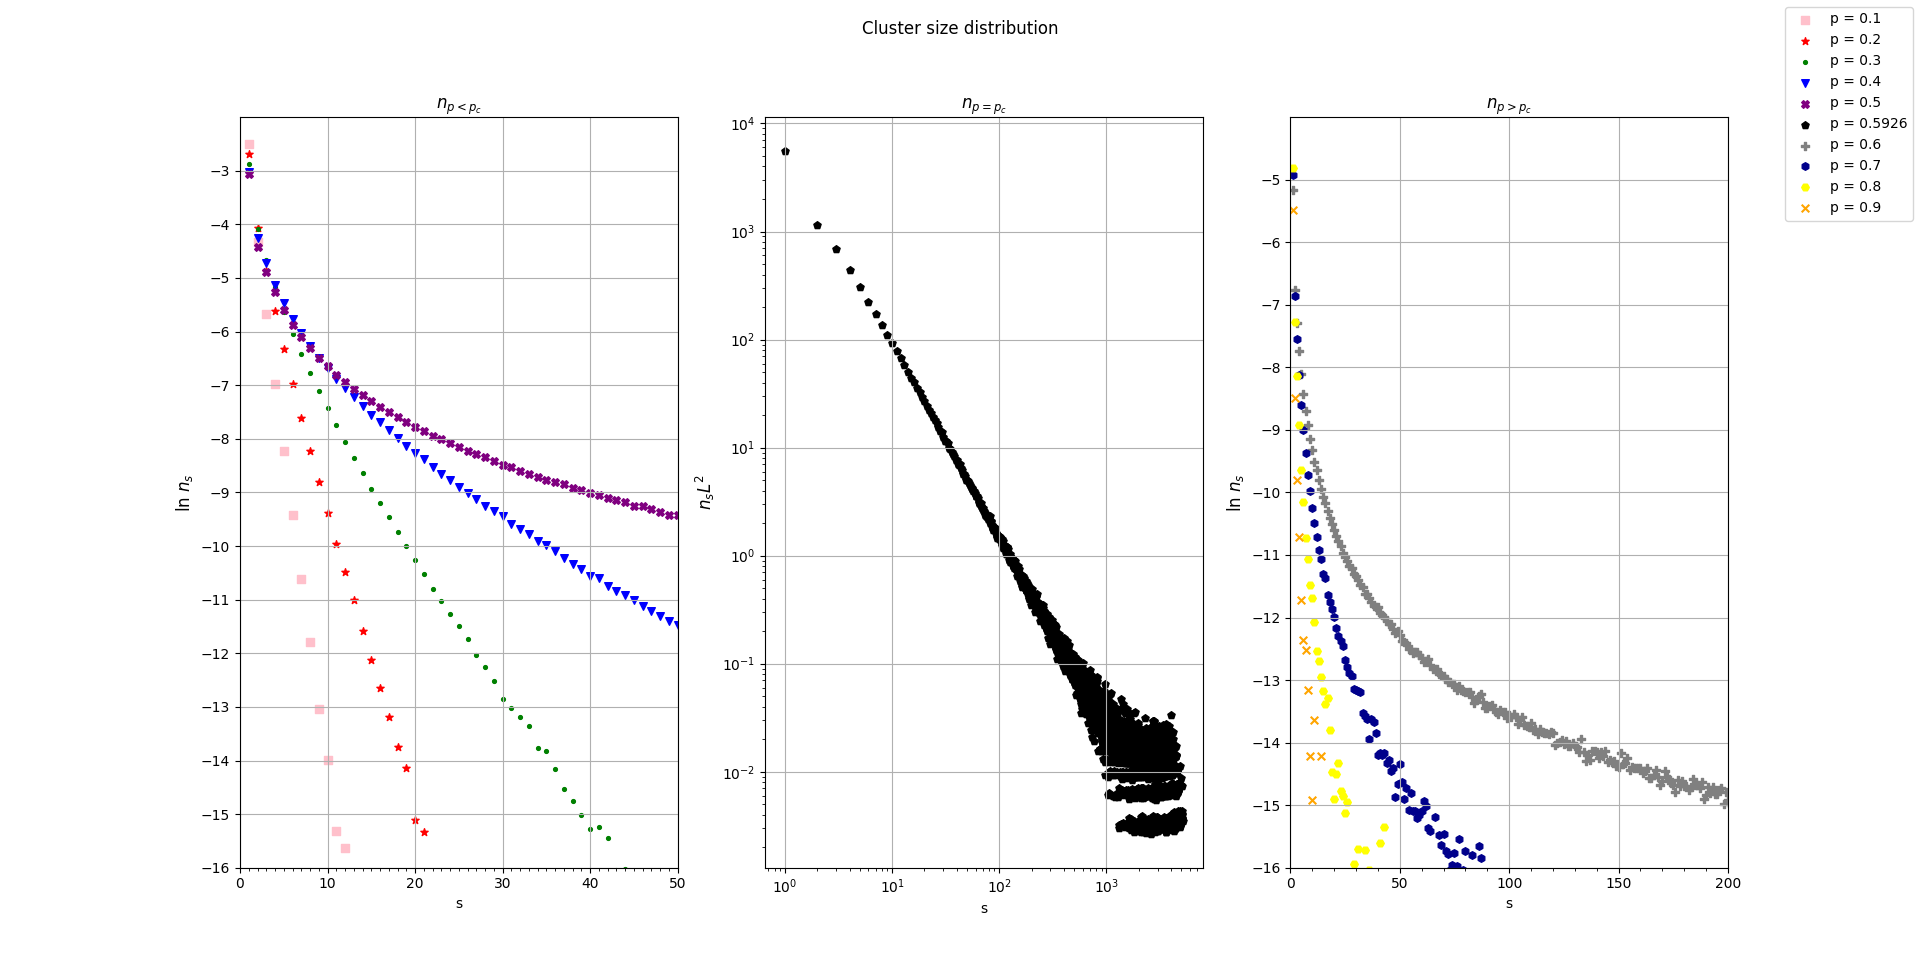 Cluster size distribution
p = 0.1
p = 0.2
p = 0.3
p = 0.4
p = 0.5
p = 0.5926
p = 0.6
p = 0.7
p = 0.8
p = 0.9
n_{p<p_c}
ln n_s
−3
−4
−5
−6
−7
−8
−9
−10
−11
−12
−13
−14
−15
−16
0 10 20 30 40 50
s
n_{p=p_c}
n_sL^2
10^4
10^3
10^2
10^1
10^0
10^{−1}
10^{−2}
10^0 10^1 10^2 10^3
s
n_{p>p_c}
ln n_s
−5
−6
−7
−8
−9
−10
−11
−12
−13
−14
−15
−16
0 50 100 150 200
s